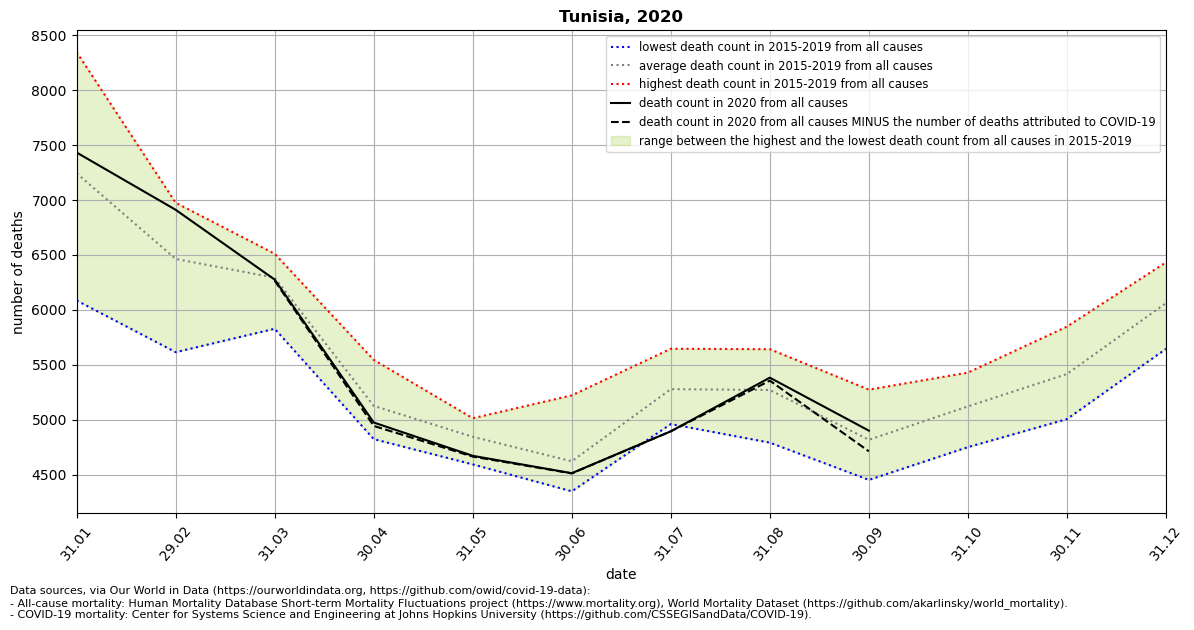 Tunisia, 2020
8500
8000
7500
7000
6500
6000
5500
5000
4500
number of deaths
lowest death count in 2015-2019 from all causes
average death count in 2015-2019 from all causes
highest death count in 2015-2019 from all causes
death count in 2020 from all causes
death count in 2020 from all causes MINUS the number of deaths attributed to COVID-19
range between the highest and the lowest death count from all causes in 2015-2019
31.01
29.02
31.03
30.04
31.05
30.06
31.07
31.08
30.09
31.10
30.11
31.12
date
Data sources, via Our World in Data (https://ourworldindata.org, https://github.com/owid/covid-19-data):
- All-cause mortality: Human Mortality Database Short-term Mortality Fluctuations project (https://www.mortality.org), World Mortality Dataset (https://github.com/akarlinsky/world_mortality).
- COVID-19 mortality: Center for Systems Science and Engineering at Johns Hopkins University (https://github.com/CSSEGISandData/COVID-19).